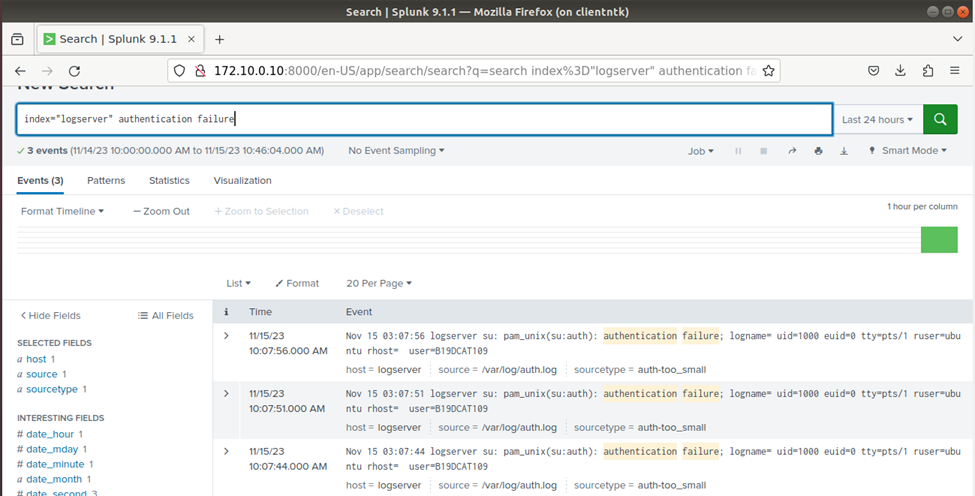 Search | Splunk 9.1.1 — Mozilla Firefox (on clientntk)
Search | Splunk 9.1.1
172.10.0.10:8000/en-US/app/search/search?q=search index%3D"logserver" authentication fa
New Search
index="logserver" authentication failure
Last 24 hours
3 events (11/14/23 10:00:00.000 AM to 11/15/23 10:46:04.000 AM)
No Event Sampling
Job
Smart Mode
Events (3)
Patterns
Statistics
Visualization
Format Timeline
— Zoom Out
+ Zoom to Selection
× Deselect
1 hour per column
List
Format
20 Per Page
< Hide Fields
All Fields
i
Time
Event
SELECTED FIELDS
a host 1
a source 1
a sourcetype 1
INTERESTING FIELDS
# date_hour 1
# date_mday 1
# date_minute 1
a date_month 1
# date_second 3
11/15/23
10:07:56.000 AM
Nov 15 03:07:56 logserver su: pam_unix(su:auth): authentication failure; logname= uid=1000 euid=0 tty=pts/1 ruser=ubu
ntu rhost=  user=B19DCAT109
host = logserver
source = /var/log/auth.log
sourcetype = auth-too_small
11/15/23
10:07:51.000 AM
Nov 15 03:07:51 logserver su: pam_unix(su:auth): authentication failure; logname= uid=1000 euid=0 tty=pts/1 ruser=ubu
ntu rhost=  user=B19DCAT109
host = logserver
source = /var/log/auth.log
sourcetype = auth-too_small
11/15/23
10:07:44.000 AM
Nov 15 03:07:44 logserver su: pam_unix(su:auth): authentication failure; logname= uid=1000 euid=0 tty=pts/1 ruser=ubu
ntu rhost=  user=B19DCAT109
host = logserver
source = /var/log/auth.log
sourcetype = auth-too_small